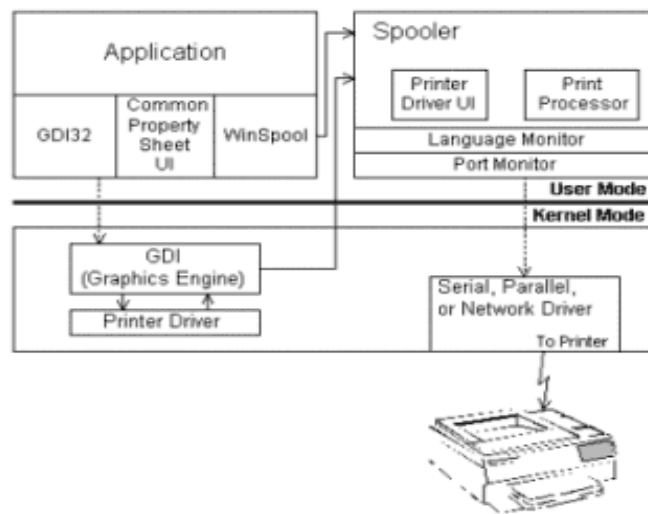 Application
GDI32
Common
Property
Sheet
UI
WinSpool
Spooler
Printer
Driver UI
Print
Processor
Language Monitor
Port Monitor
User Mode
Kernel Mode
GDI
(Graphics Engine)
Printer Driver
Serial, Parallel,
or Network Driver
To Printer